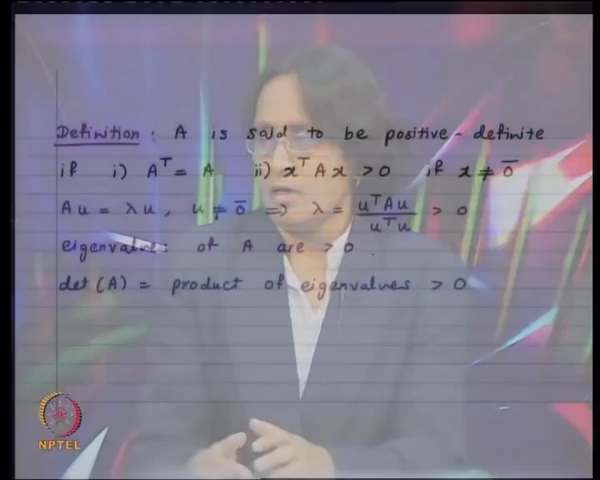 Definition : A is said to be positive-definite
if i) Aᵀ = A ii) xᵀAx > 0 if x ≠ 0̄
Au = λu, u ≠ 0̄ ⇒ λ = uᵀAu / uᵀu > 0
eigenvalues of A are > 0.
det(A) = product of eigenvalues > 0
NPTEL